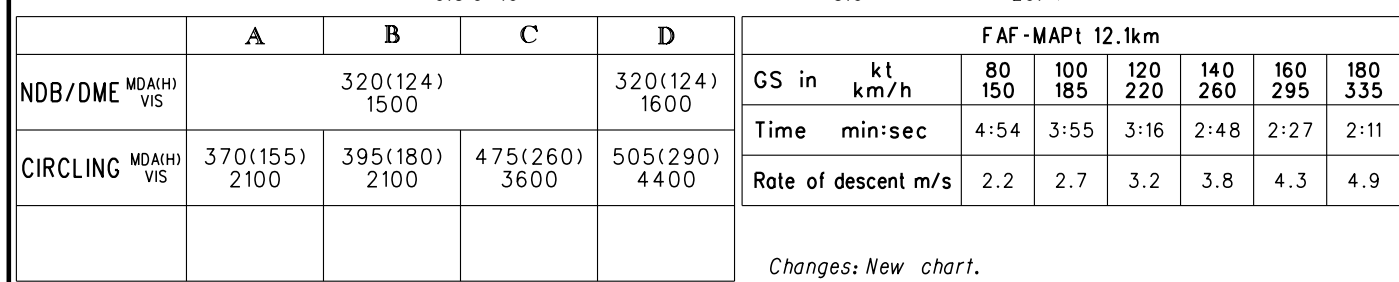 A B C D
NDB/DME MDA(H) VIS 320(124) 1500 320(124) 1600
CIRCLING MDA(H) VIS 370(155) 2100 395(180) 2100 475(260) 3600 505(290) 4400
FAF-MAPt 12.1km
GS in kt 80 100 120 140 160 180
km/h 150 185 220 260 295 335
Time min:sec 4:54 3:55 3:16 2:48 2:27 2:11
Rate of descent m/s 2.2 2.7 3.2 3.8 4.3 4.9
Changes: New chart.